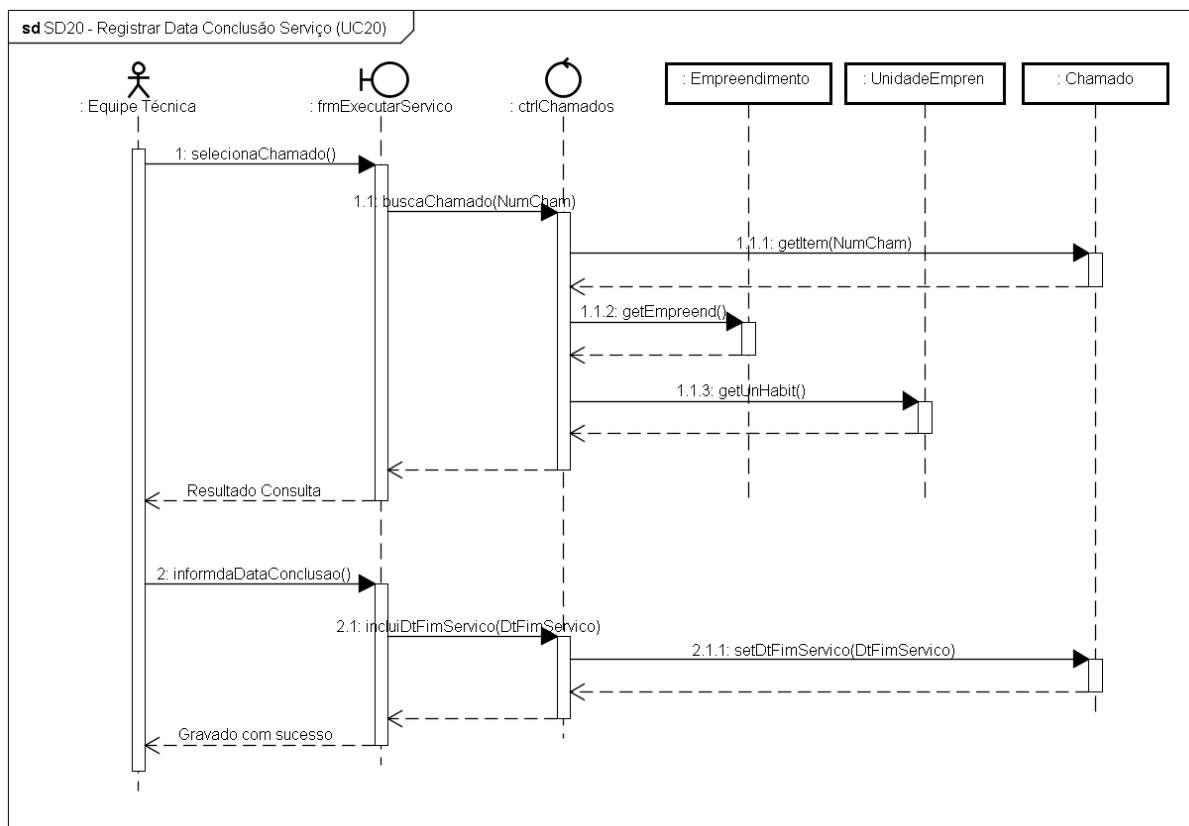 sd SD20 - Registrar Data Conclusão Serviço (UC20)
: Equipe Técnica
: frmExecutarServico
: ctrlChamados
: Empreendimento
: UnidadeEmpren
: Chamado
1: selecionaChamado()
1.1: buscaChamado(NumCham)
1.1.1: getItem(NumCham)
1.1.2: getEmpreend()
1.1.3: getUnHabit()
Resultado Consulta
2: informdaDataConclusao()
2.1: incluiDtFimServico(DtFimServico)
2.1.1: setDtFimServico(DtFimServico)
Gravado com sucesso